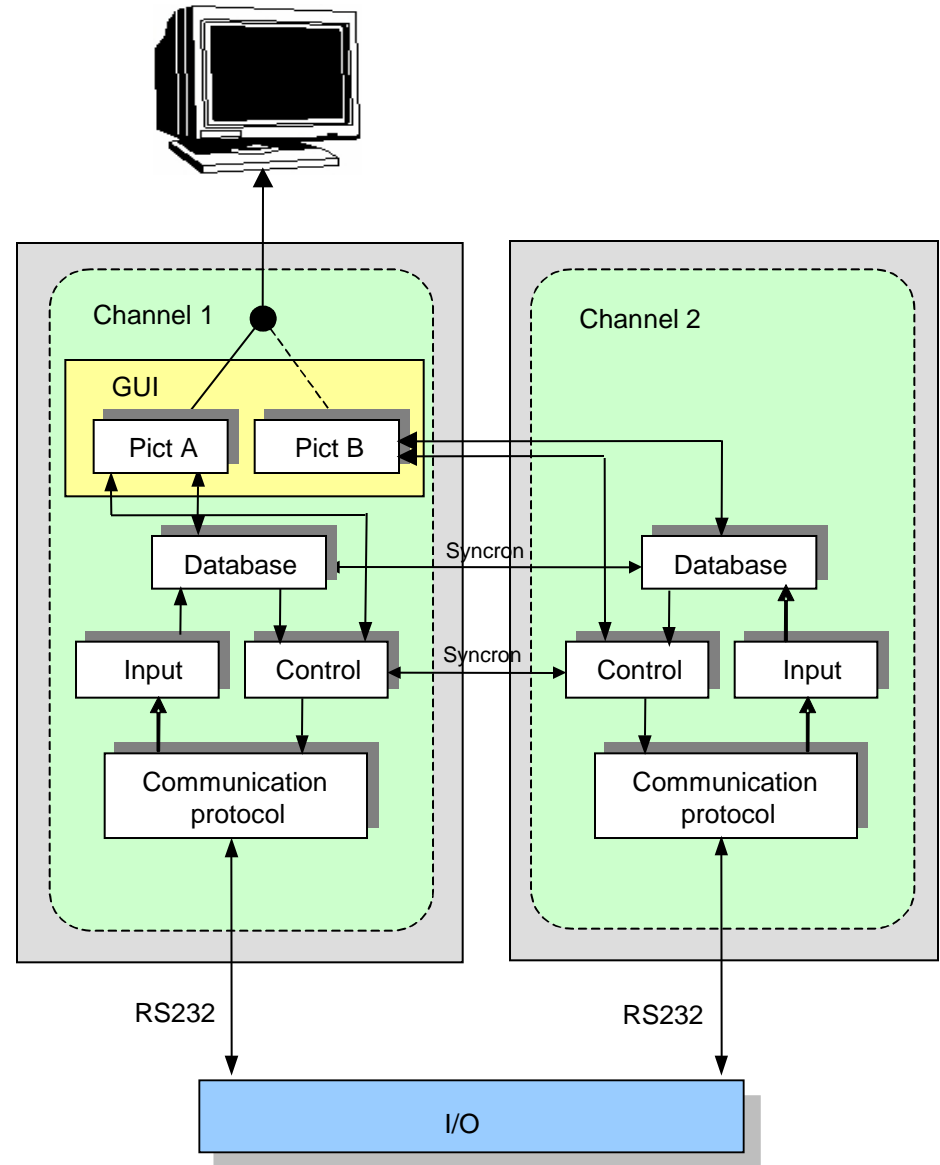 Channel 1
Channel 2
GUI
Pict A
Pict B
Database
Syncron
Database
Input
Control
Syncron
Control
Input
Communication
protocol
Communication
protocol
RS232
RS232
I/O